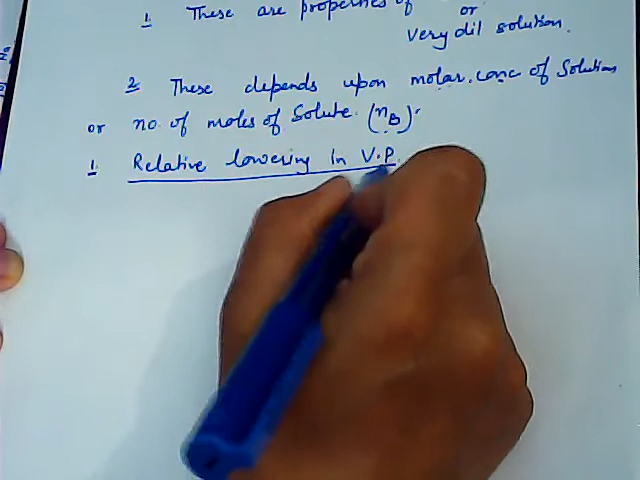 1. These are properties of or
Very dil solution.
2 These depends upon molar. conc of Solution
or no. of moles of Solute. (nB).
1. Relative lowering in V.P.